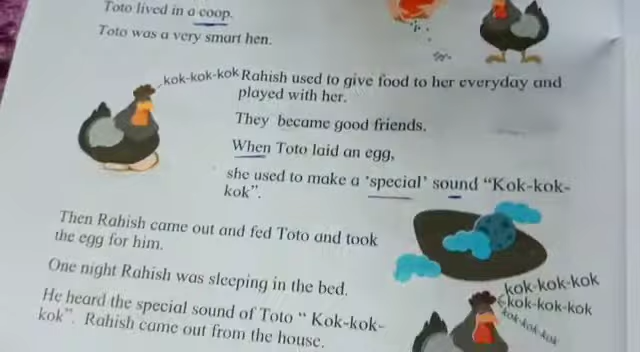 Toto lived in a coop.
Toto was a very smart hen.
kok-kok-kok
Rahish used to give food to her everyday and
played with her.
They became good friends.
When Toto laid an egg,
she used to make a ‘special’ sound “Kok-kok-
kok”.
Then Rahish came out and fed Toto and took
the egg for him.
One night Rahish was sleeping in the bed.
He heard the special sound of Toto “ Kok-kok-
kok”. Rahish came out from the house.
kok-kok-kok
kok-kok-kok
kok-kok-kok